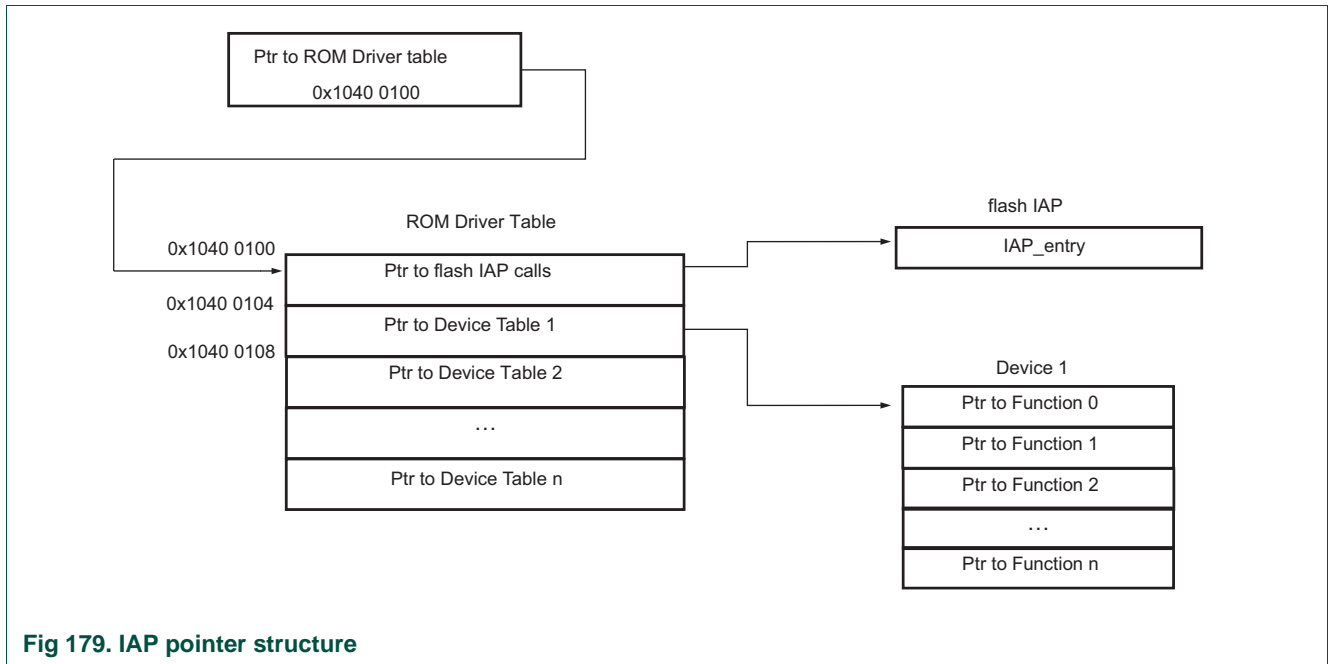 Ptr to ROM Driver table
0x1040 0100
ROM Driver Table
0x1040 0100
Ptr to flash IAP calls
0x1040 0104
Ptr to Device Table 1
0x1040 0108
Ptr to Device Table 2
...
Ptr to Device Table n
flash IAP
IAP_entry
Device 1
Ptr to Function 0
Ptr to Function 1
Ptr to Function 2
...
Ptr to Function n
Fig 179. IAP pointer structure